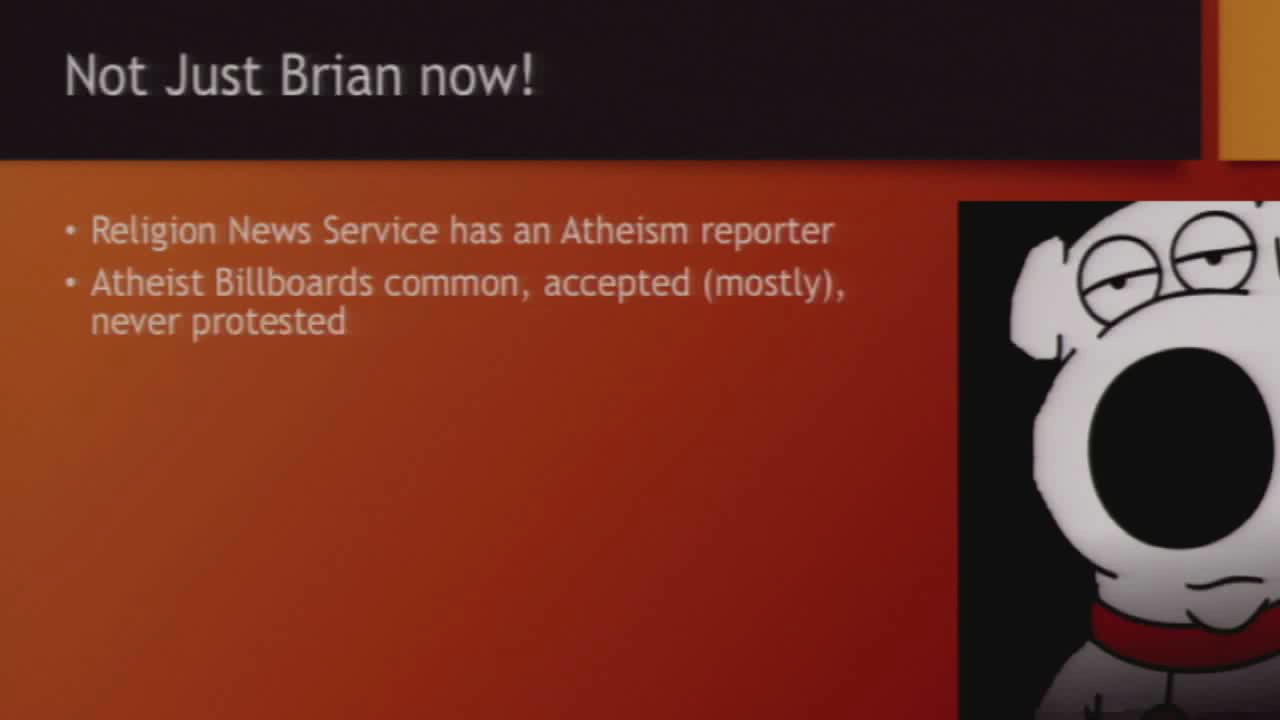 Not Just Brian now!
• Religion News Service has an Atheism reporter
• Atheist Billboards common, accepted (mostly),
never protested